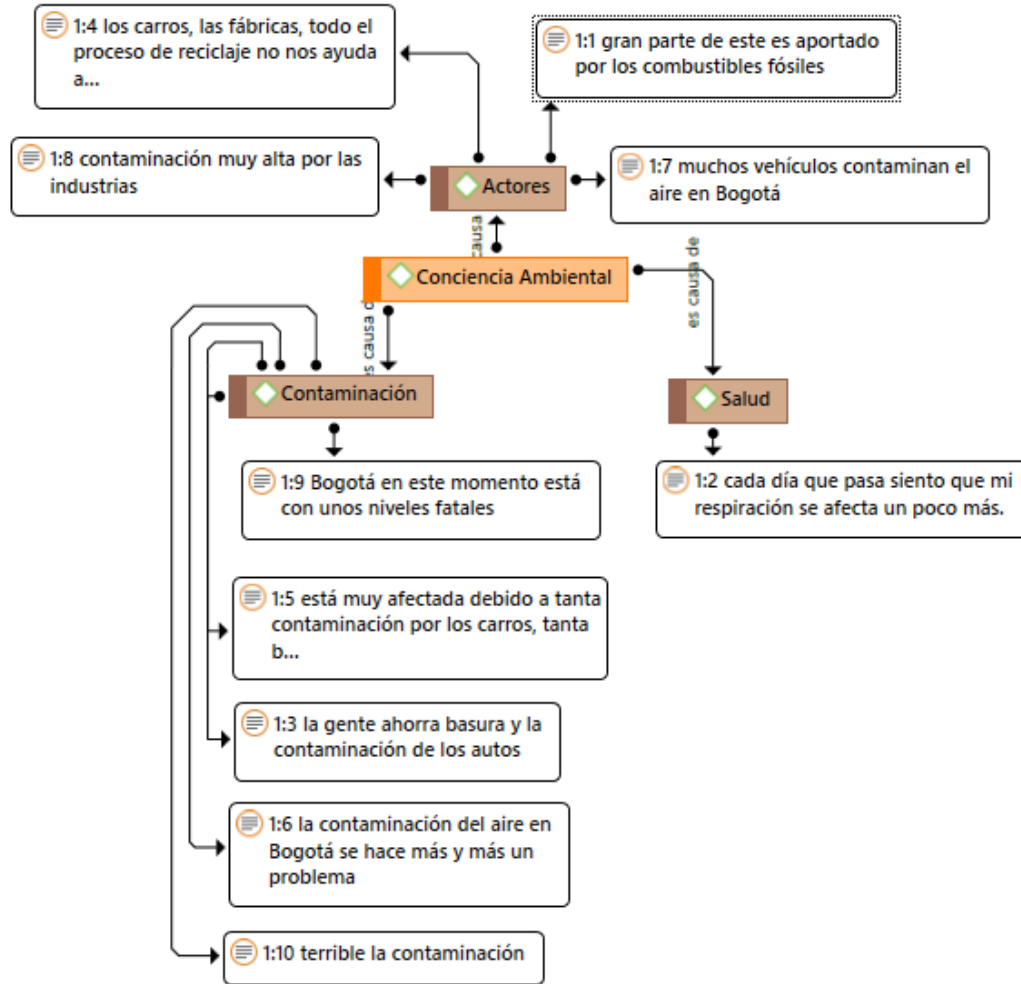 1:4 los carros, las fábricas, todo el
proceso de reciclaje no nos ayuda
a...
1:1 gran parte de este es aportado
por los combustibles fósiles
1:8 contaminación muy alta por las
industrias
Actores
1:7 muchos vehículos contaminan el
aire en Bogotá
causa
Conciencia Ambiental
es causa de
es causa d
Contaminación
Salud
1:9 Bogotá en este momento está
con unos niveles fatales
1:2 cada día que pasa siento que mi
respiración se afecta un poco más.
1:5 está muy afectada debido a tanta
contaminación por los carros, tanta
b...
1:3 la gente ahorra basura y la
contaminación de los autos
1:6 la contaminación del aire en
Bogotá se hace más y más un
problema
1:10 terrible la contaminación